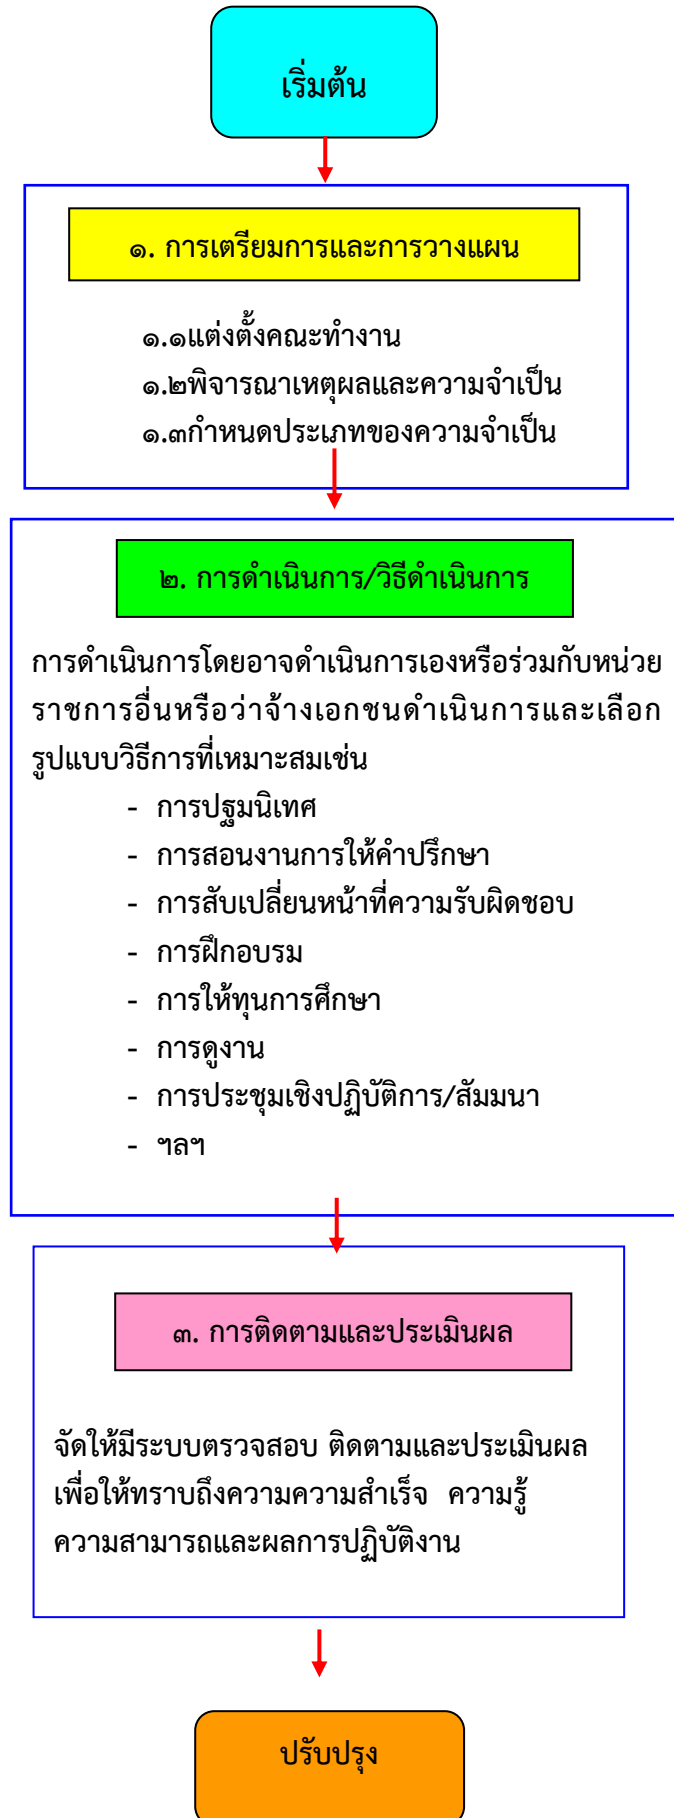 เริ่มต้น
๑. การเตรียมการและการวางแผน
๑.๑แต่งตั้งคณะทำงาน
๑.๒พิจารณาเหตุผลและความจำเป็น
๑.๓กำหนดประเภทของความจำเป็น
๒. การดำเนินการ/วิธีดำเนินการ
การดำเนินการโดยอาจดำเนินการเองหรือร่วมกับหน่วย
ราชการอื่นหรือว่าจ้างเอกชนดำเนินการและเลือก
รูปแบบวิธีการที่เหมาะสมเช่น
- การปฐมนิเทศ
- การสอนงานการให้คำปรึกษา
- การสับเปลี่ยนหน้าที่ความรับผิดชอบ
- การฝึกอบรม
- การให้ทุนการศึกษา
- การดูงาน
- การประชุมเชิงปฏิบัติการ/สัมมนา
- ฯลฯ
๓. การติดตามและประเมินผล
จัดให้มีระบบตรวจสอบ ติดตามและประเมินผล
เพื่อให้ทราบถึงความความสำเร็จ ความรู้
ความสามารถและผลการปฏิบัติงาน
ปรับปรุง